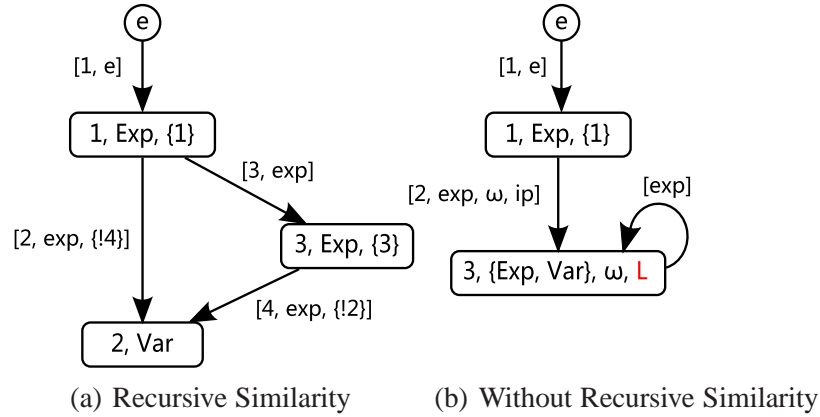 e
e
[1, e]
[1, e]
1, Exp, {1}
1, Exp, {1}
[3, exp]
[2, exp, ω, ip]
[exp]
[2, exp, {!4}]
3, Exp, {3}
3, {Exp, Var}, ω, L
[4, exp, {!2}]
2, Var
(a) Recursive Similarity
(b) Without Recursive Similarity